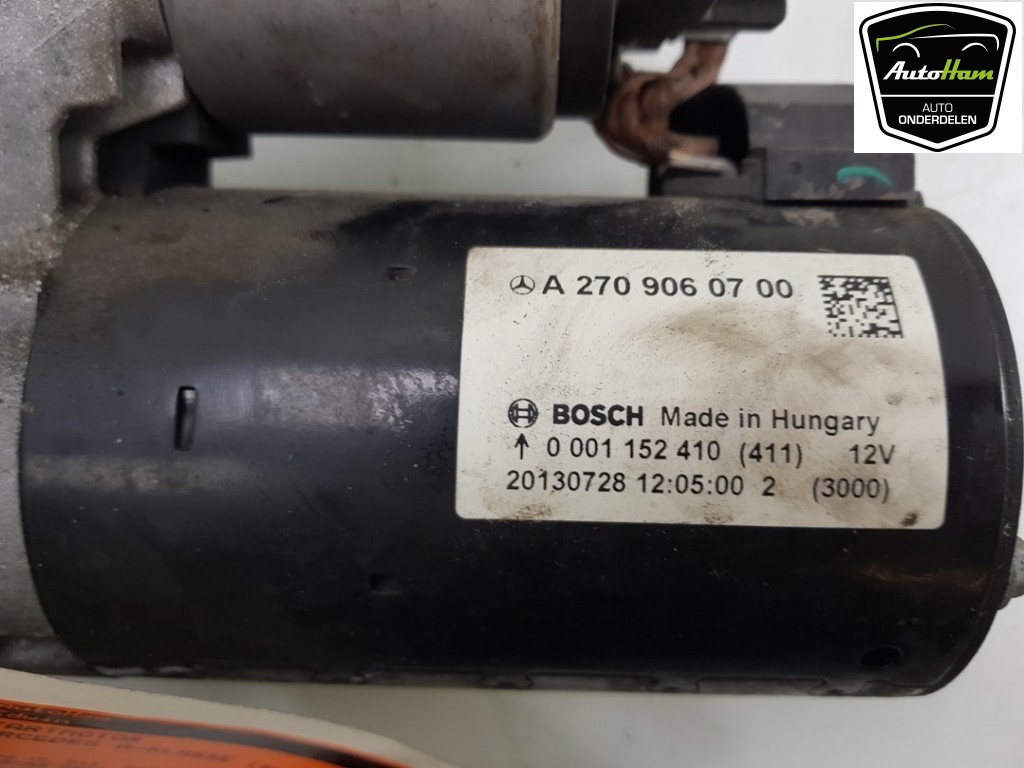 AutoHam
AUTO
ONDERDELEN
A 270 906 07 00
BOSCH Made in Hungary
↑ 0 001 152 410 (411) 12V
20130728 12:05:00 2 (3000)